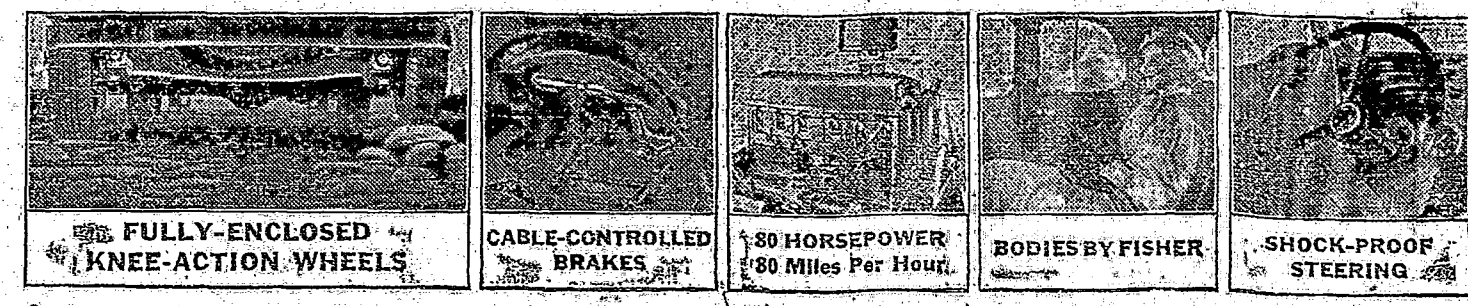 FULLY-ENCLOSED
KNEE-ACTION WHEELS
CABLE-CONTROLLED
BRAKES
80 HORSEPOWER
80 Miles Per Hour
BODIES BY FISHER
SHOCK-PROOF
STEERING